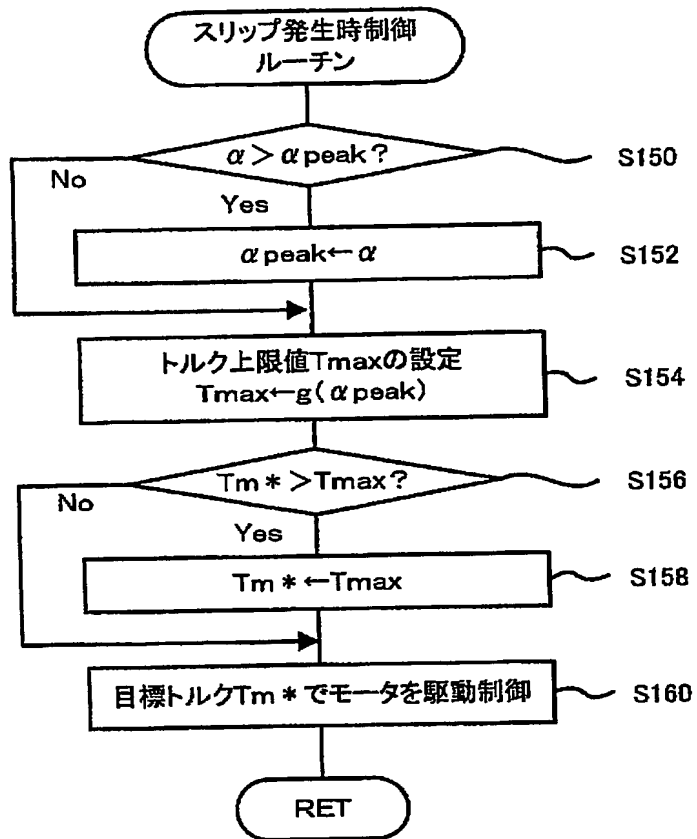 スリップ発生時制御
ルーチン
α＞αpeak？
S150
No
Yes
αpeak←α
S152
トルク上限値Tmaxの設定
Tmax←g（αpeak）
S154
Tm＊＞Tmax？
S156
No
Yes
Tm＊←Tmax
S158
目標トルクTm＊でモータを駆動制御
S160
RET